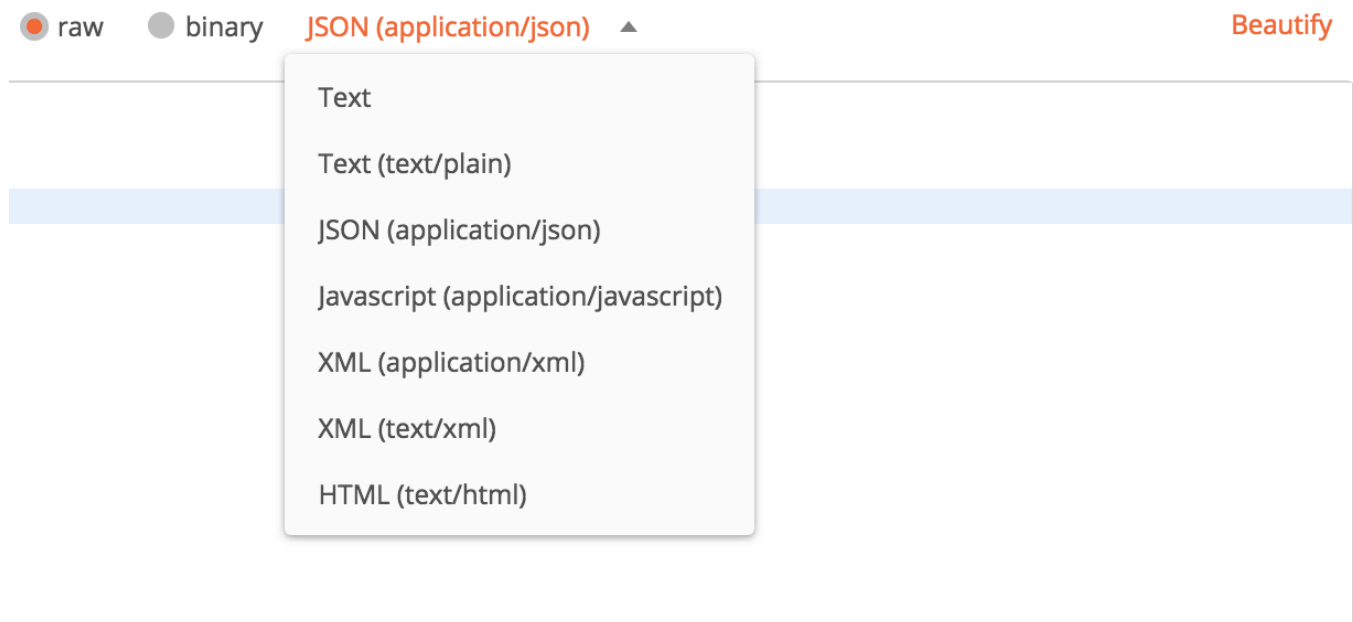 raw binary JSON (application/json) Beautify
Text
Text (text/plain)
JSON (application/json)
Javascript (application/javascript)
XML (application/xml)
XML (text/xml)
HTML (text/html)